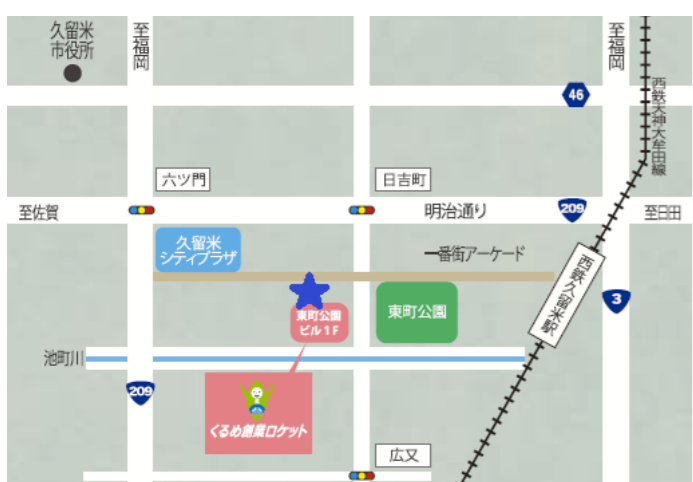 久留米
市役所
至福岡
至福岡
46
西鉄天神大牟田線
六ツ門
日吉町
至佐賀
明治通り
209
至日田
久留米
シティプラザ
一番街アーケード
西鉄久留米駅
3
東町公園
ビル1F
東町公園
池町川
209
くるめ創業ロケット
広又